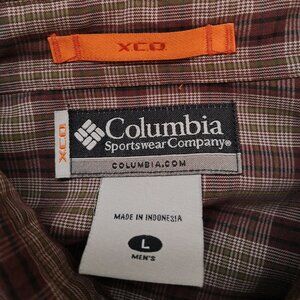 XCO
Columbia
Sportswear Company®
COLUMBIA.COM
XCO
MADE IN INDONESIA
L
MEN'S